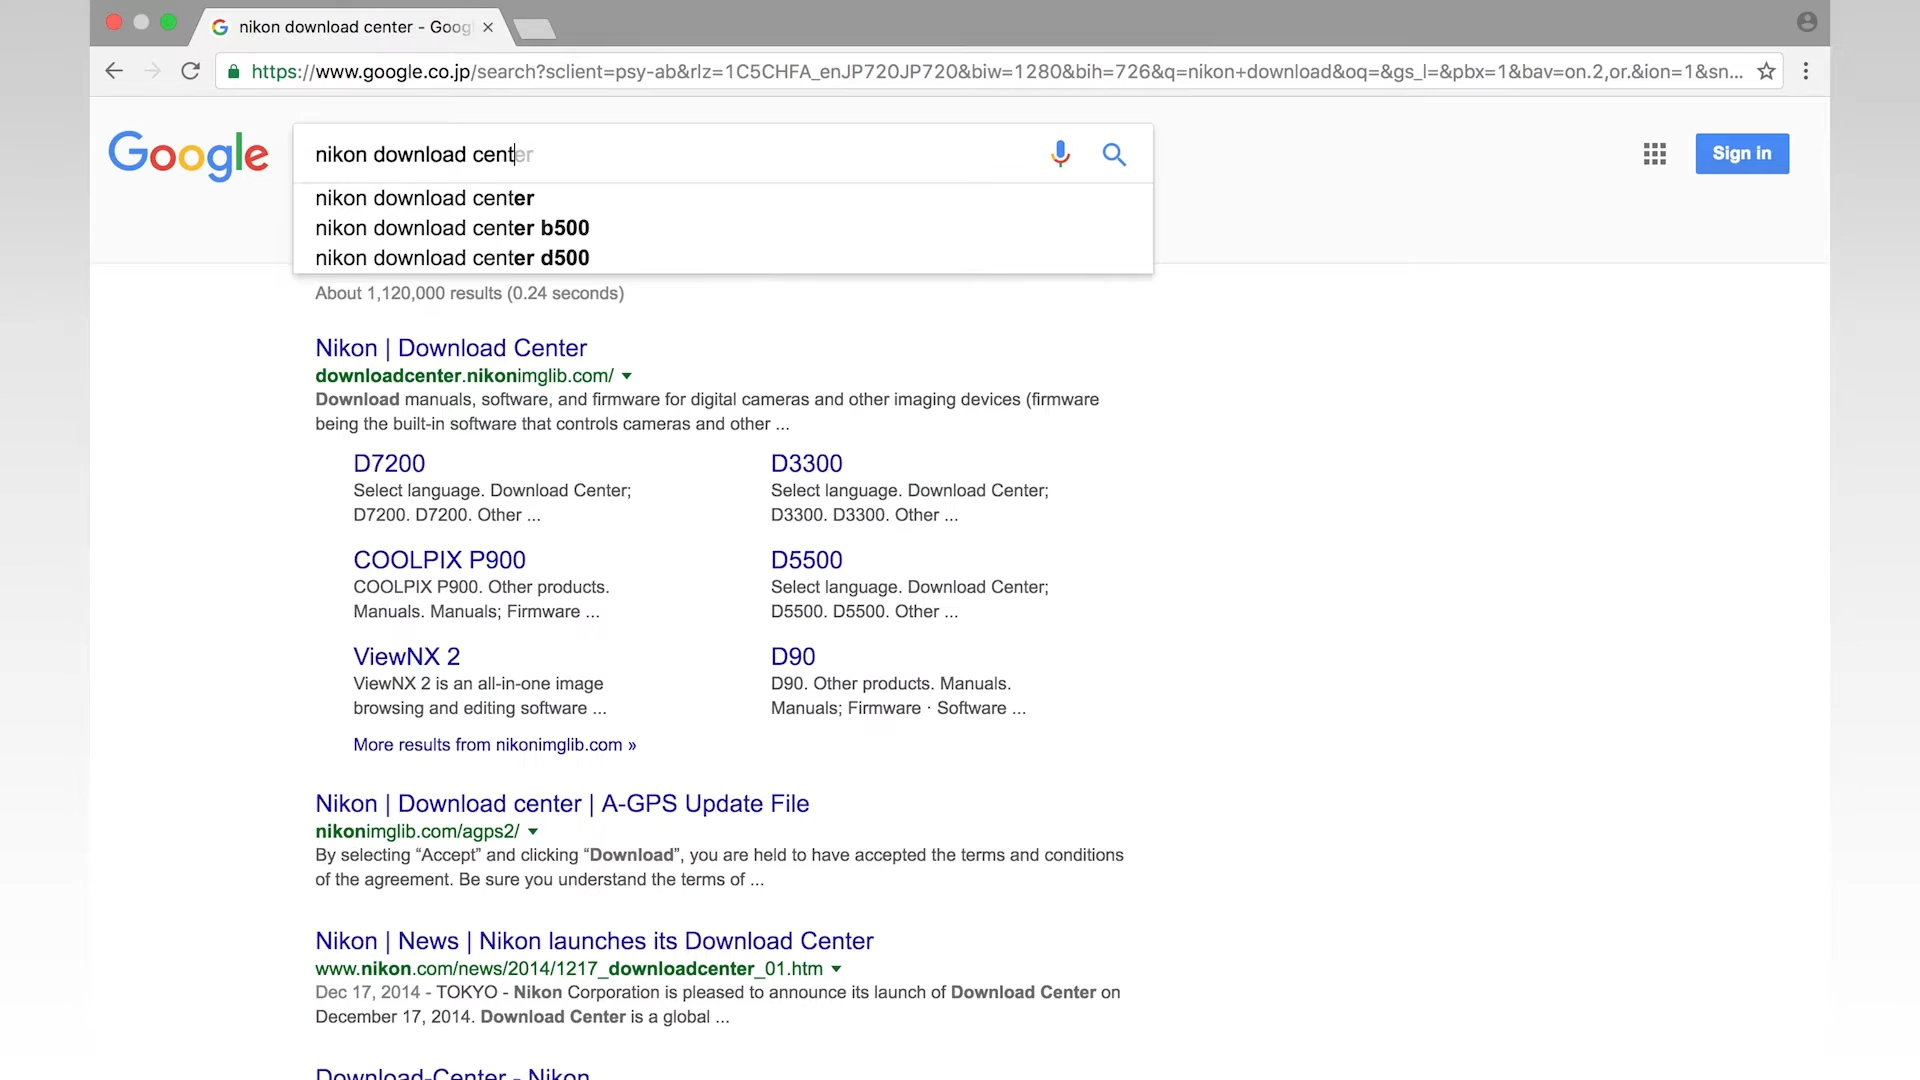 nikon download center - Goog
https://www.google.co.jp/search?sclient=psy-ab&rlz=1C5CHFA_enJP720JP720&biw=1280&bih=726&q=nikon+download&oq=&gs_l=&pbx=1&bav=on.2,or.&ion=1&sn...
Google
nikon download center
Sign in
nikon download center
nikon download center b500
nikon download center d500
About 1,120,000 results (0.24 seconds)
Nikon | Download Center
downloadcenter.nikonimglib.com/
Download manuals, software, and firmware for digital cameras and other imaging devices (firmware
being the built-in software that controls cameras and other ...
D7200
Select language. Download Center;
D7200. D7200. Other ...
D3300
Select language. Download Center;
D3300. D3300. Other ...
COOLPIX P900
COOLPIX P900. Other products.
Manuals. Manuals; Firmware ...
D5500
Select language. Download Center;
D5500. D5500. Other ...
ViewNX 2
ViewNX 2 is an all-in-one image
browsing and editing software ...
D90
D90. Other products. Manuals.
Manuals; Firmware · Software ...
More results from nikonimglib.com »
Nikon | Download center | A-GPS Update File
nikonimglib.com/agps2/
By selecting “Accept” and clicking “Download”, you are held to have accepted the terms and conditions
of the agreement. Be sure you understand the terms of ...
Nikon | News | Nikon launches its Download Center
www.nikon.com/news/2014/1217_downloadcenter_01.htm
Dec 17, 2014 - TOKYO - Nikon Corporation is pleased to announce its launch of Download Center on
December 17, 2014. Download Center is a global ...
Download-Center - Nikon